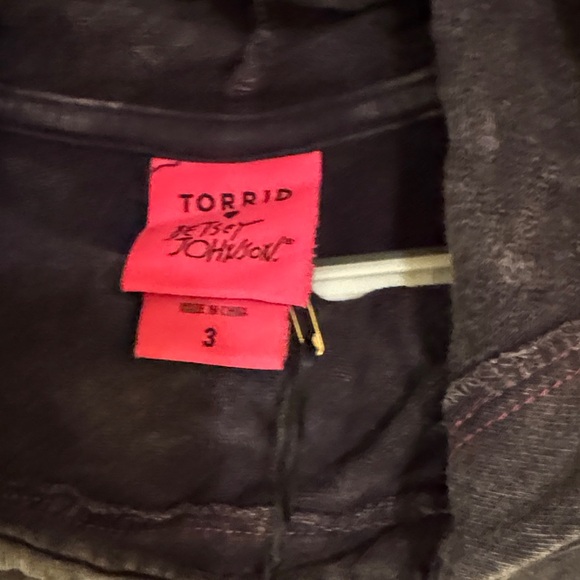 TORRID
BETSEY
JOHNSON®
MADE IN CHINA
3